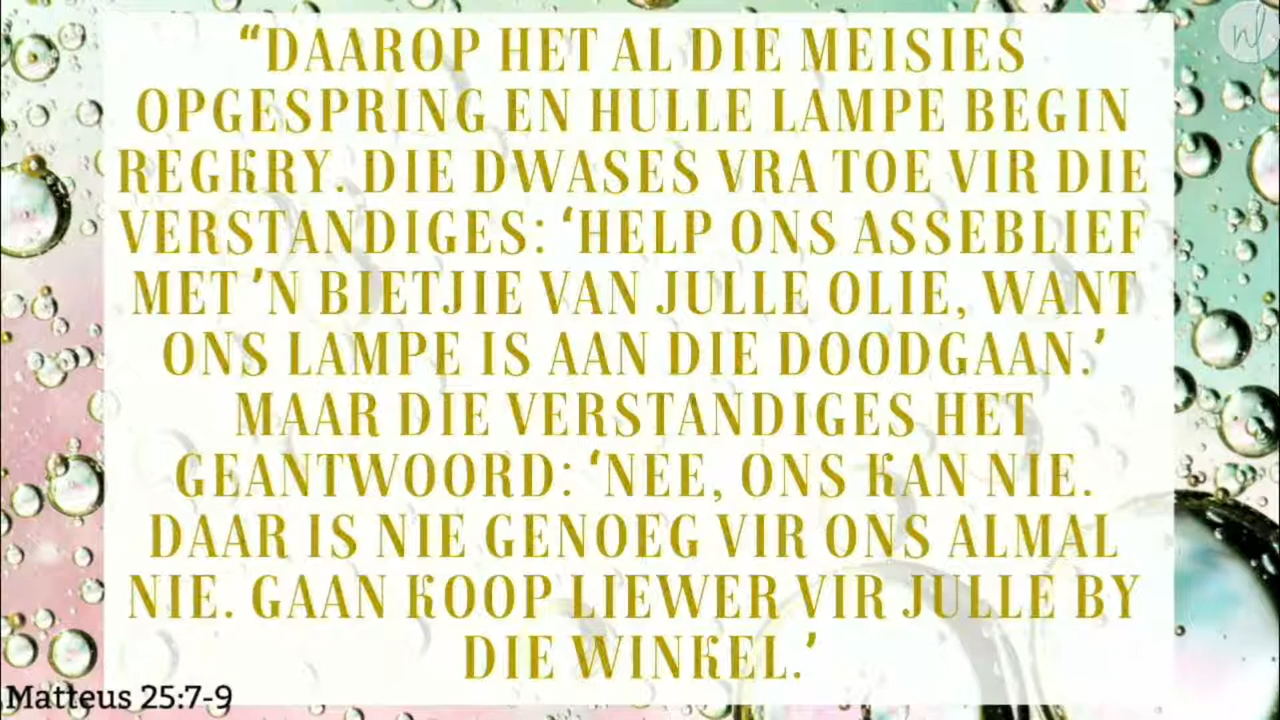 “DAAROP HET AL DIE MEISIES
OPGESPRING EN HULLE LAMPE BEGIN
REGKRY. DIE DWASES VRA TOE VIR DIE
VERSTANDIGES: ‘HELP ONS ASSEBLIEF
MET ’N BIETJIE VAN JULLE OLIE, WANT
ONS LAMPE IS AAN DIE DOODGAAN.’
MAAR DIE VERSTANDIGES HET
GEANTWOORD: ‘NEE, ONS KAN NIE.
DAAR IS NIE GENOEG VIR ONS ALMAL
NIE. GAAN KOOP LIEWER VIR JULLE BY
DIE WINKEL.’
Matteus 25:7-9